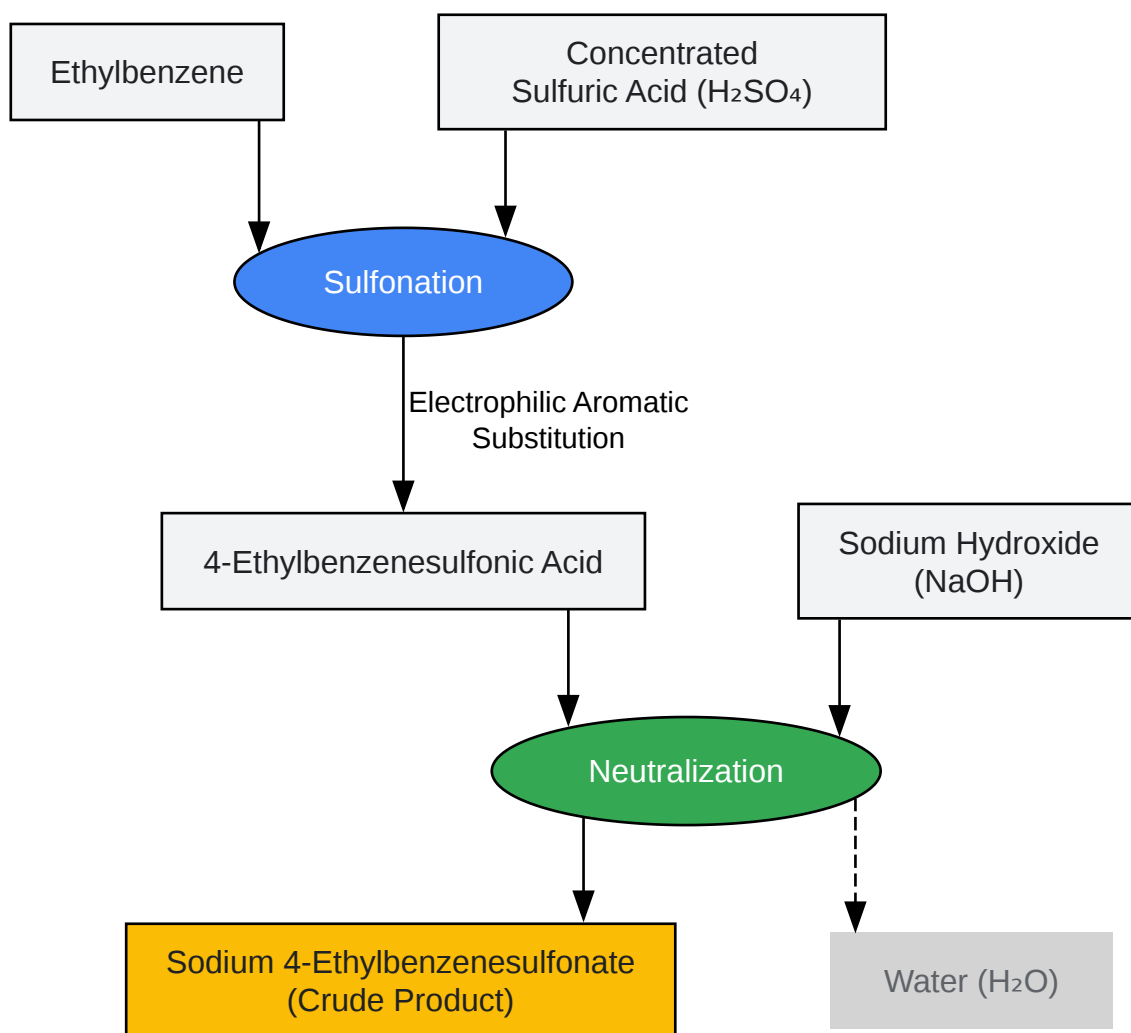 Ethylbenzene
Concentrated
Sulfuric Acid (H₂SO₄)
Sulfonation
Electrophilic Aromatic
Substitution
4-Ethylbenzenesulfonic Acid
Sodium Hydroxide
(NaOH)
Neutralization
Sodium 4-Ethylbenzenesulfonate
(Crude Product)
Water (H₂O)